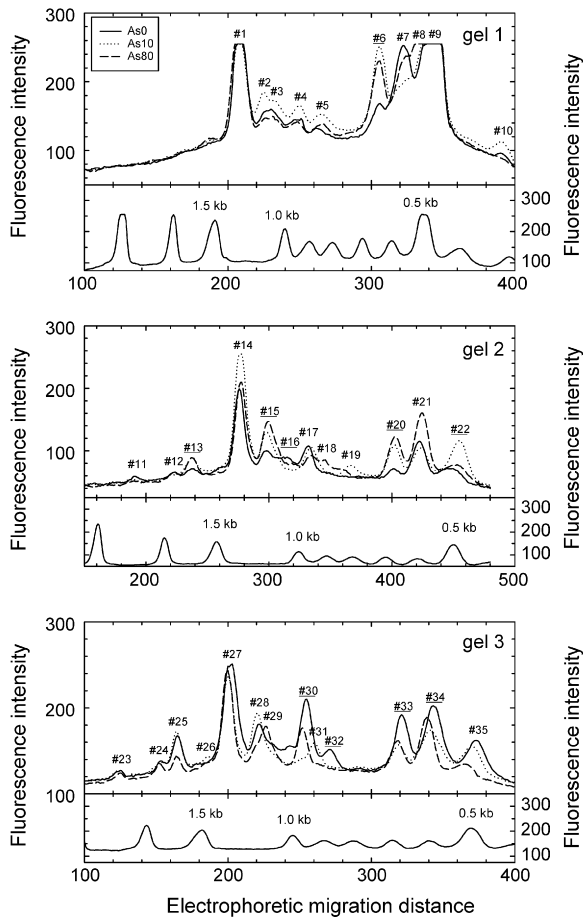 As0
As10
As80
gel 1
300
200
100
Fluorescence intensity
#1
#2
#3
#4
#5
#6
#7
#8
#9
#10
1.5 kb
1.0 kb
0.5 kb
300
200
100
Fluorescence intensity
100
200
300
400
gel 2
300
200
100
Fluorescence intensity
#11
#12
#13
#14
#15
#16
#17
#18
#19
#20
#21
#22
1.5 kb
1.0 kb
0.5 kb
300
200
100
Fluorescence intensity
200
300
400
500
gel 3
300
200
100
Fluorescence intensity
#23
#24
#25
#26
#27
#28
#29
#30
#31
#32
#33
#34
#35
1.5 kb
1.0 kb
0.5 kb
300
200
100
Fluorescence intensity
100
200
300
400
Electrophoretic migration distance